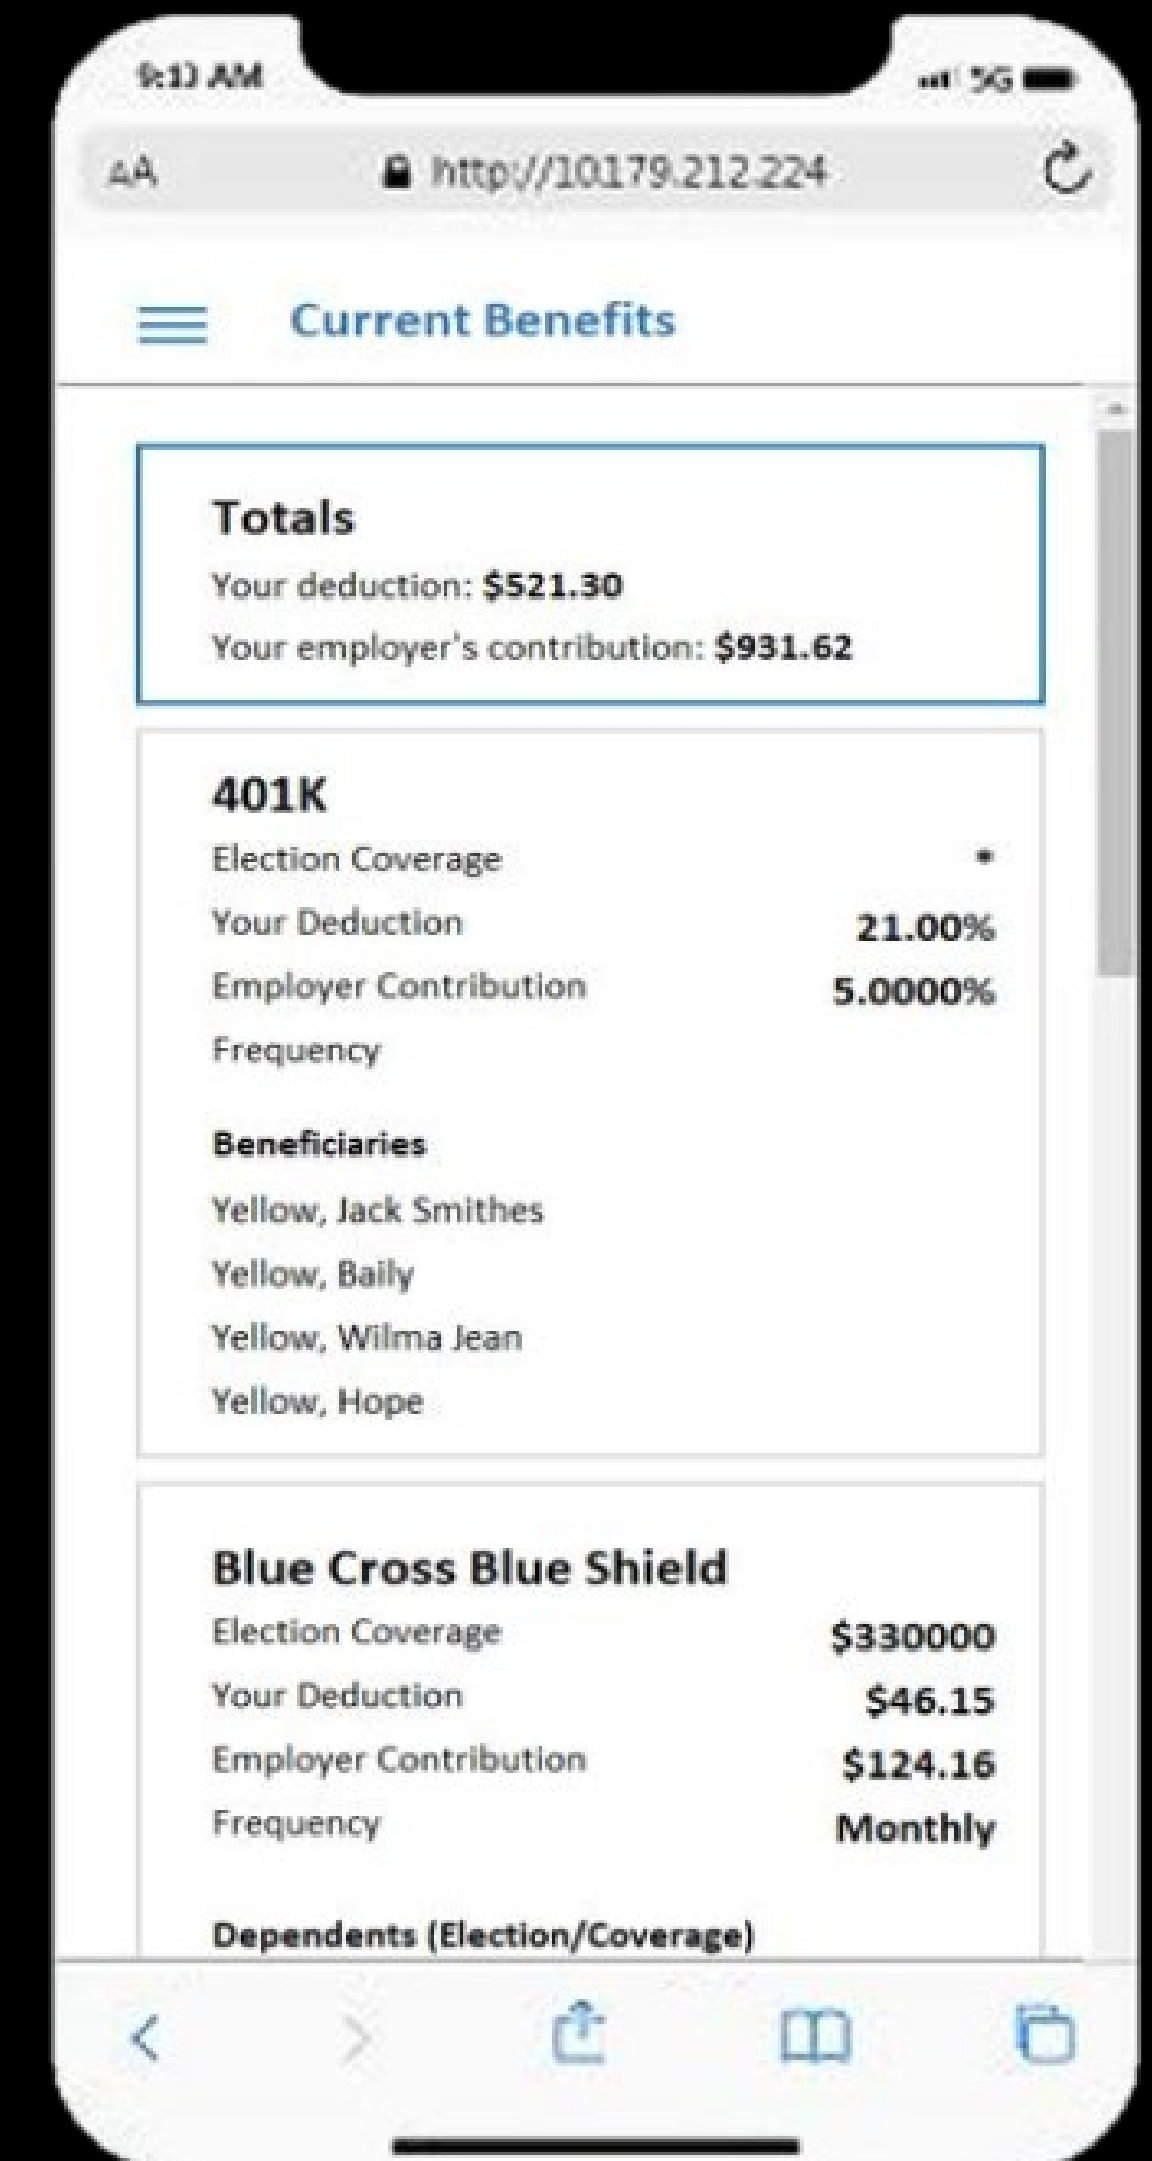 AM
5G
AA
http://10.179.212.224
Current Benefits
Totals
Your deduction: $521.30
Your employer's contribution: $931.62
401K
Election Coverage *
Your Deduction 21.00%
Employer Contribution 5.0000%
Frequency
Beneficiaries
Yellow, Jack Smithes
Yellow, Baily
Yellow, Wilma Jean
Yellow, Hope
Blue Cross Blue Shield
Election Coverage $330000
Your Deduction $46.15
Employer Contribution $124.16
Frequency Monthly
Dependents (Election/Coverage)